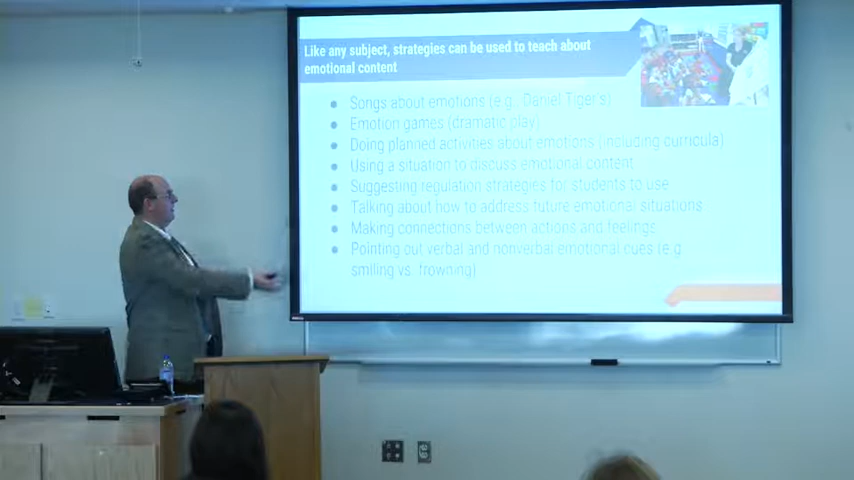 Like any subject, strategies can be used to teach about
emotional content
● Songs about emotions (e.g. Daniel Tiger's)
● Emotion games (dramatic play)
● Doing planned activities about emotions (including curricula)
● Using a situation to discuss emotional content
● Suggesting regulation strategies for students to use
● Talking about how to address future emotional situations
● Making connections between actions and feelings
● Pointing out verbal and nonverbal emotional cues (e.g.
smiling vs. frowning)